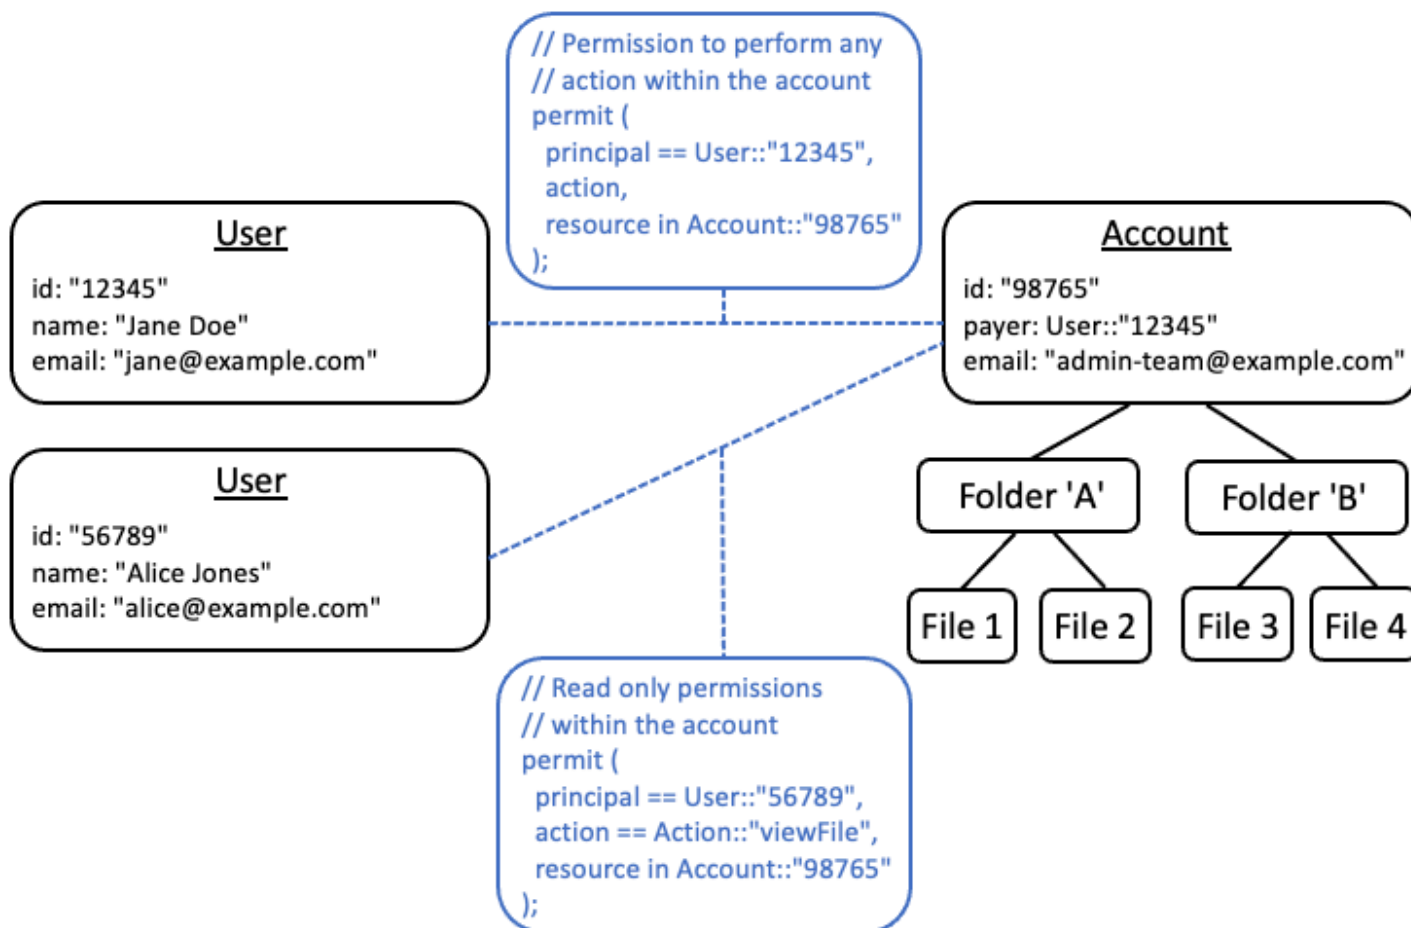 // Permission to perform any
// action within the account
permit (
principal == User::"12345",
action,
resource in Account::"98765"
);
User
id: "12345"
name: "Jane Doe"
email: "jane@example.com"
Account
id: "98765"
payer: User::"12345"
email: "admin-team@example.com"
User
id: "56789"
name: "Alice Jones"
email: "alice@example.com"
Folder 'A'
Folder 'B'
File 1
File 2
File 3
File 4
// Read only permissions
// within the account
permit (
principal == User::"56789",
action == Action::"viewFile",
resource in Account::"98765"
);